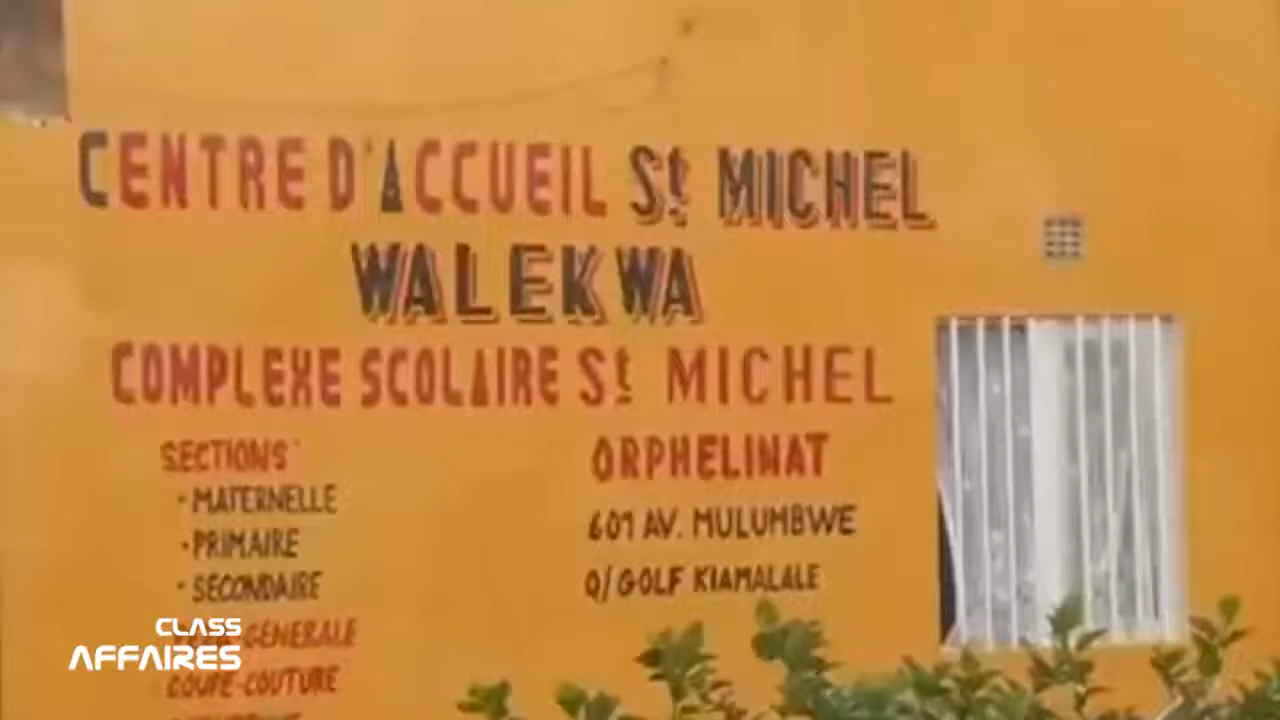 CENTRE D'ACCUEIL St MICHEL
WALEKWA
COMPLEXE SCOLAIRE St MICHEL
SECTIONS
- MATERNELLE
- PRIMAIRE
- SECONDAIRE
GENERALE
COUPE-COUTURE
ORPHELINAT
601 AV. MULUMBWE
Q/GOLF KIAMALALE
CLASS
AFFAIRES